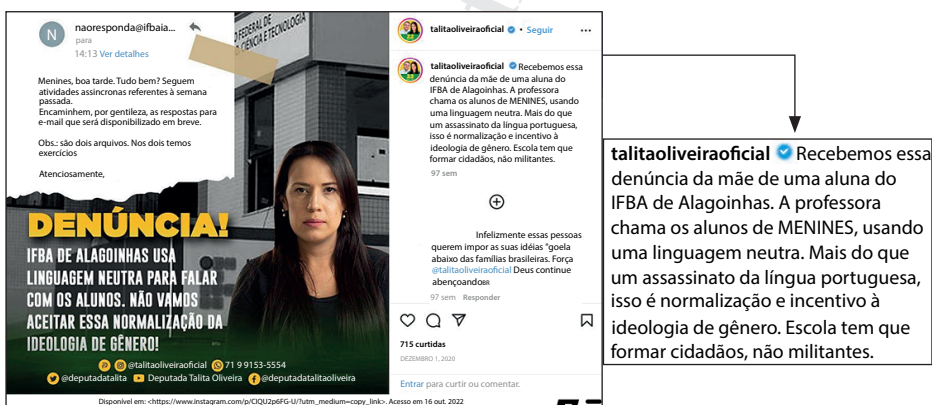 N
naoresponda@ifbaia...
para
14:13 Ver detalhes
Menines, boa tarde. Tudo bem? Seguem
atividades assincronas referentes à semana
passada.
Encaminhem, por gentileza, as respostas para
e-mail que será disponibilizado em breve.
Obs.: são dois arquivos. Nos dois temos
exercícios
Atenciosamente,
FEDERAL DE
CIÊNCIA E TECNOLOGIA
DENÚNCIA!
IFBA DE ALAGOINHAS USA
LINGUAGEM NEUTRA PARA FALAR
COM OS ALUNOS. NÃO VAMOS
ACEITAR ESSA NORMALIZAÇÃO DA
IDEOLOGIA DE GÊNERO!
@talitaoliveiraoficial 71 9 9153-5554
@deputadatalita Deputada Talita Oliveira @deputadatalitaoliveira
talitaoliveiraoficial • Seguir
talitaoliveiraoficial Recebemos essa
denúncia da mãe de uma aluna do
IFBA de Alagoinhas. A professora
chama os alunos de MENINES, usando
uma linguagem neutra. Mais do que
um assassinato da língua portuguesa,
isso é normalização e incentivo à
ideologia de gênero. Escola tem que
formar cidadãos, não militantes.
97 sem
Infelizmente essas pessoas
querem impor as suas idéias "goela
abaixo das famílias brasileiras. Força
@talitaoliveiraoficial Deus continue
abençoandoBR
97 sem Responder
715 curtidas
DEZEMBRO 1, 2020
Entrar para curtir ou comentar.
talitaoliveiraoficial Recebemos essa
denúncia da mãe de uma aluna do
IFBA de Alagoinhas. A professora
chama os alunos de MENINES, usando
uma linguagem neutra. Mais do que
um assassinato da língua portuguesa,
isso é normalização e incentivo à
ideologia de gênero. Escola tem que
formar cidadãos, não militantes.
Disponível em: <https://www.instagram.com/p/CIQU2p6FG-U/?utm_medium=copy_link>. Acesso em 16 out. 2022